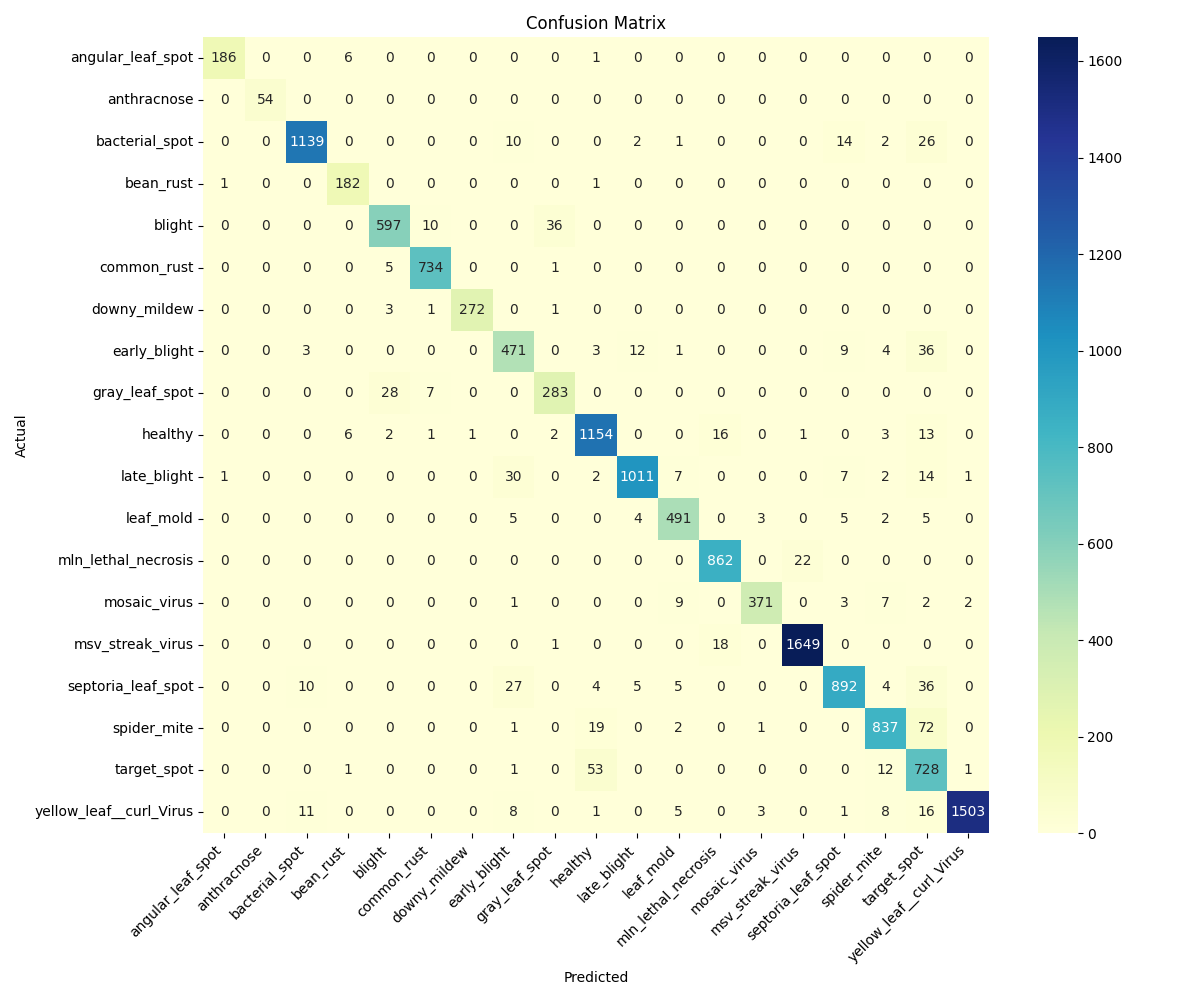 Confusion Matrix
angular_leaf_spot 186 0 0 6 0 0 0 0 0 1 0 0 0 0 0 0 0 0 0
anthracnose 0 54 0 0 0 0 0 0 0 0 0 0 0 0 0 0 0 0 0
bacterial_spot 0 0 1139 0 0 0 0 10 0 0 2 1 0 0 0 14 2 26 0
bean_rust 1 0 0 182 0 0 0 0 0 1 0 0 0 0 0 0 0 0 0
blight 0 0 0 0 597 10 0 0 36 0 0 0 0 0 0 0 0 0 0
common_rust 0 0 0 0 5 734 0 0 1 0 0 0 0 0 0 0 0 0 0
downy_mildew 0 0 0 0 3 1 272 0 1 0 0 0 0 0 0 0 0 0 0
early_blight 0 0 3 0 0 0 0 471 0 3 12 1 0 0 0 9 4 36 0
gray_leaf_spot 0 0 0 0 28 7 0 0 283 0 0 0 0 0 0 0 0 0 0
healthy 0 0 0 6 2 1 1 0 2 1154 0 0 16 0 1 0 3 13 0
late_blight 1 0 0 0 0 0 0 30 0 2 1011 7 0 0 0 7 2 14 1
leaf_mold 0 0 0 0 0 0 0 5 0 0 4 491 0 3 0 5 2 5 0
mln_lethal_necrosis 0 0 0 0 0 0 0 0 0 0 0 0 862 0 22 0 0 0 0
mosaic_virus 0 0 0 0 0 0 0 1 0 0 0 9 0 371 0 3 7 2 2
msv_streak_virus 0 0 0 0 0 0 0 0 1 0 0 0 18 0 1649 0 0 0 0
septoria_leaf_spot 0 0 10 0 0 0 0 27 0 4 5 5 0 0 0 892 4 36 0
spider_mite 0 0 0 0 0 0 0 1 0 19 0 2 0 1 0 0 837 72 0
target_spot 0 0 0 1 0 0 0 1 0 53 0 0 0 0 0 0 12 728 1
yellow_leaf__curl_Virus 0 0 11 0 0 0 0 8 0 1 0 5 0 3 0 1 8 16 1503
Actual
angular_leaf_spot
anthracnose
bacterial_spot
bean_rust
blight
common_rust
downy_mildew
early_blight
gray_leaf_spot
healthy
late_blight
leaf_mold
mln_lethal_necrosis
mosaic_virus
msv_streak_virus
septoria_leaf_spot
spider_mite
target_spot
yellow_leaf__curl_Virus
Predicted
1600
1400
1200
1000
800
600
400
200
0